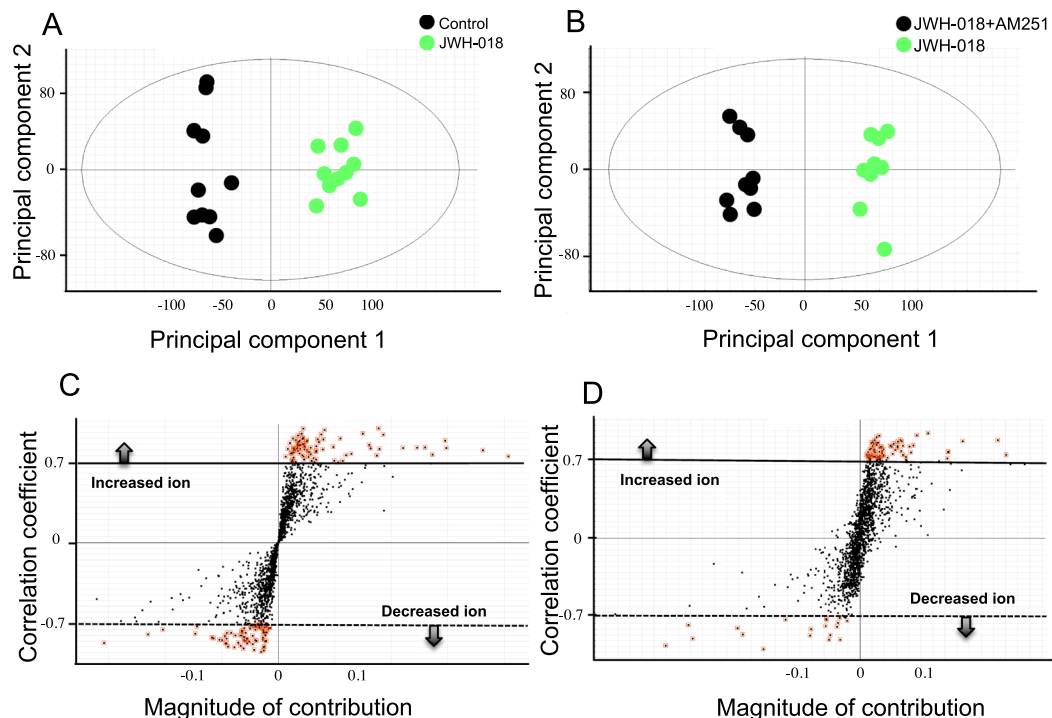 A
Control
JWH-018
Principal component 2
80
0
-80
-100
-50
0
50
100
Principal component 1
B
JWH-018+AM251
JWH-018
Principal component 2
80
0
-80
-100
-50
0
50
100
Principal component 1
C
Correlation coefficient
0.7
0
-0.7
Increased ion
Decreased ion
-0.1
0
0.1
Magnitude of contribution
D
Correlation coefficient
0.7
0
-0.7
Increased ion
Decreased ion
-0.1
0
0.1
Magnitude of contribution